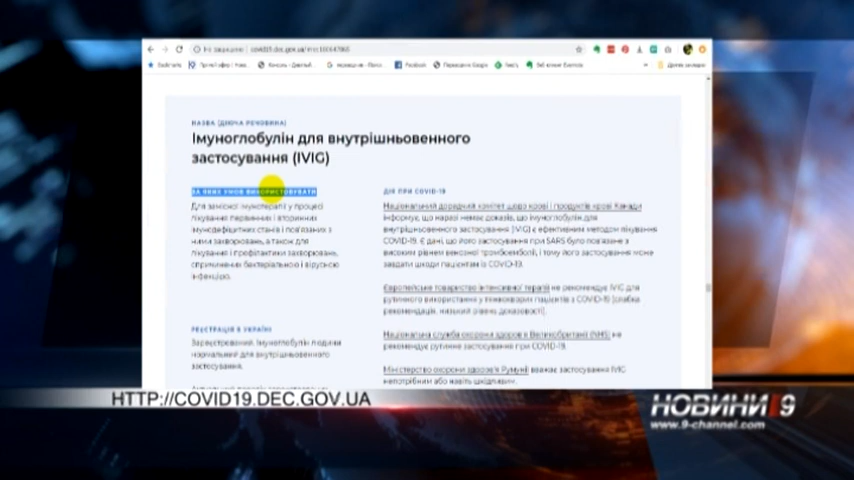 covid19.dec.gov.ua
Facebook
НАЗВА (ДІЮЧА РЕЧОВИНА)
Імуноглобулін для внутрішньовенного
застосування (IVIG)
ЗА ЯКИХ УМОВ ВИКОРИСТОВУВАТИ
Для замісної імунотерапії у процесі
лікування первинних і вторинних
імунодефіцитних станів і пов'язаних з
ними захворювань, а також для
лікування і профілактики захворювань,
спричинених бактеріальною і вірусною
інфекцією.
РЕЄСТРАЦІЯ В УКРАЇНІ
Зареєстрований. Імуноглобулін людини
нормальний для внутрішньовенного
застосування.
ДІЯ ПРИ COVID-19
Національний дорадчий комітет щодо крові і продуктів крові Канади
інформує, що наразі немає доказів, що імуноглобулін для
внутрішньовенного застосування (IVIG) є ефективним методом лікування
COVID-19. Є дані, що його застосування при SARS було пов'язане з
високим рівнем венозної тромбоемболії, і тому його застосування може
завдати шкоди пацієнтам із COVID-19.
Європейське товариство інтенсивної терапії не рекомендує IVIG для
рутинного використання у тяжкохворих пацієнтів з COVID-19 (слабка
рекомендація, низький рівень доказовості).
Національна служба охорони здоров'я Великобританії (NHS) не
рекомендує рутинне застосування при COVID-19.
Міністерство охорони здоров'я Румунії вважає застосування IVIG
непотрібним або навіть шкідливим.
HTTP://COVID19.DEC.GOV.UA
НОВИНИ 9
www.9-channel.com